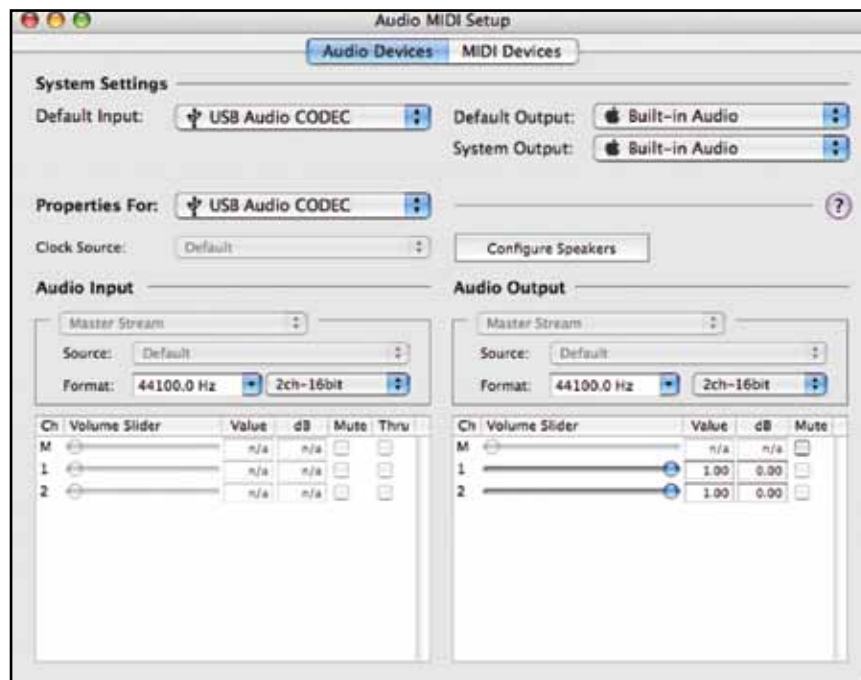 Audio MIDI Setup
Audio Devices MIDI Devices
System Settings
Default Input: USB Audio CODEC
Default Output: Built-in Audio
System Output: Built-in Audio
Properties For: USB Audio CODEC
?
Clock Source: Default
Configure Speakers
Audio Input
Master Stream
Source: Default
Format: 44100.0 Hz 2ch-16bit
Ch Volume Slider Value dB Mute Thru
M n/a n/a
1 n/a n/a
2 n/a n/a
Audio Output
Master Stream
Source: Default
Format: 44100.0 Hz 2ch-16bit
Ch Volume Slider Value dB Mute
M n/a n/a
1 1.00 0.00
2 1.00 0.00